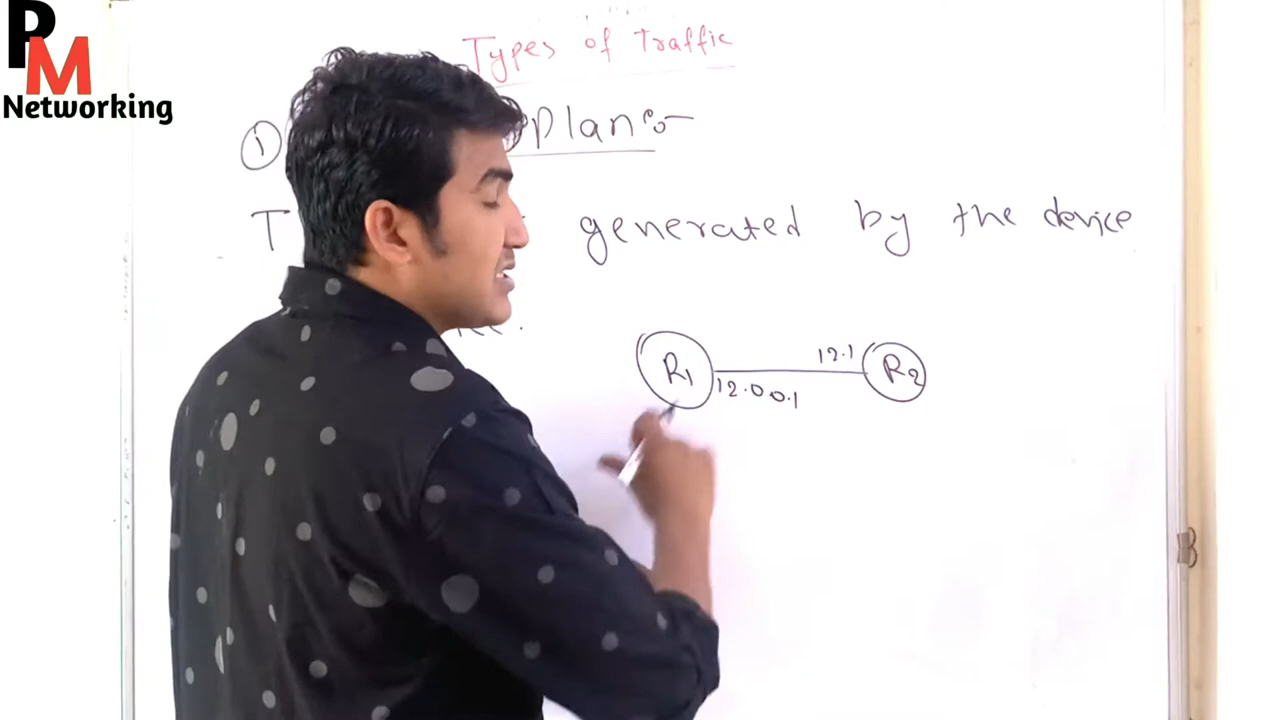 PM
Networking
Types of Traffic
① Plane:-
T generated by the device
R1 12.0.0.1 12.1 R2